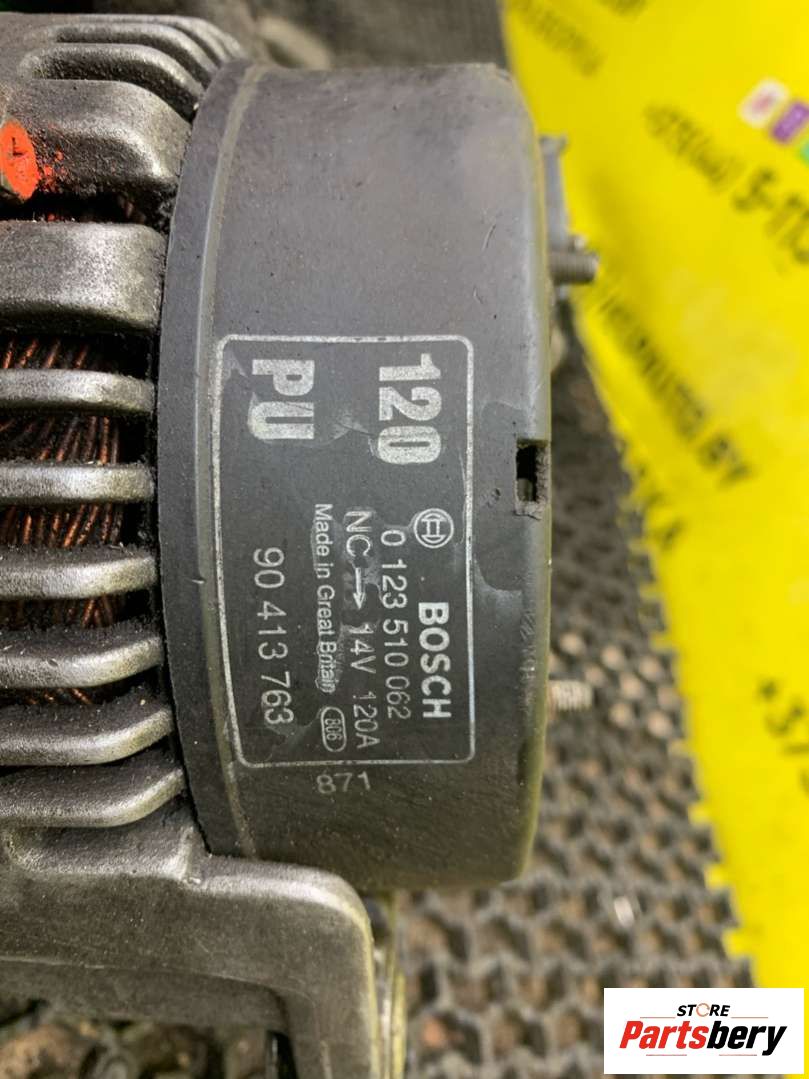 120
PU
BOSCH
0 123 510 062
NC → 14V 120A
Made in Great Britain 806
90 413 763
871
STORE
Partsbery